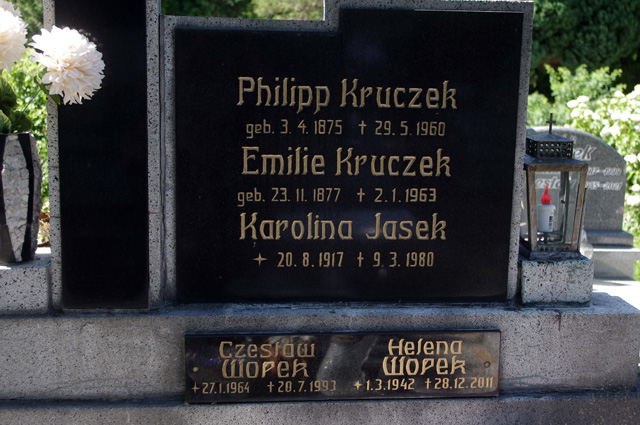 Philipp Kruczek
geb. 3. 4. 1875 ✝ 29. 5. 1960
Emilie Kruczek
geb. 23. 11. 1877 ✝ 2. 1. 1963
Karolina Jasek
✶ 20. 8. 1917 ✝ 9. 3. 1980
Czesław Wopek
✶ 27.1.1964 ✝ 20.7.1993
Helena Wopek
✶ 1.3.1942 ✝ 28.12.2011